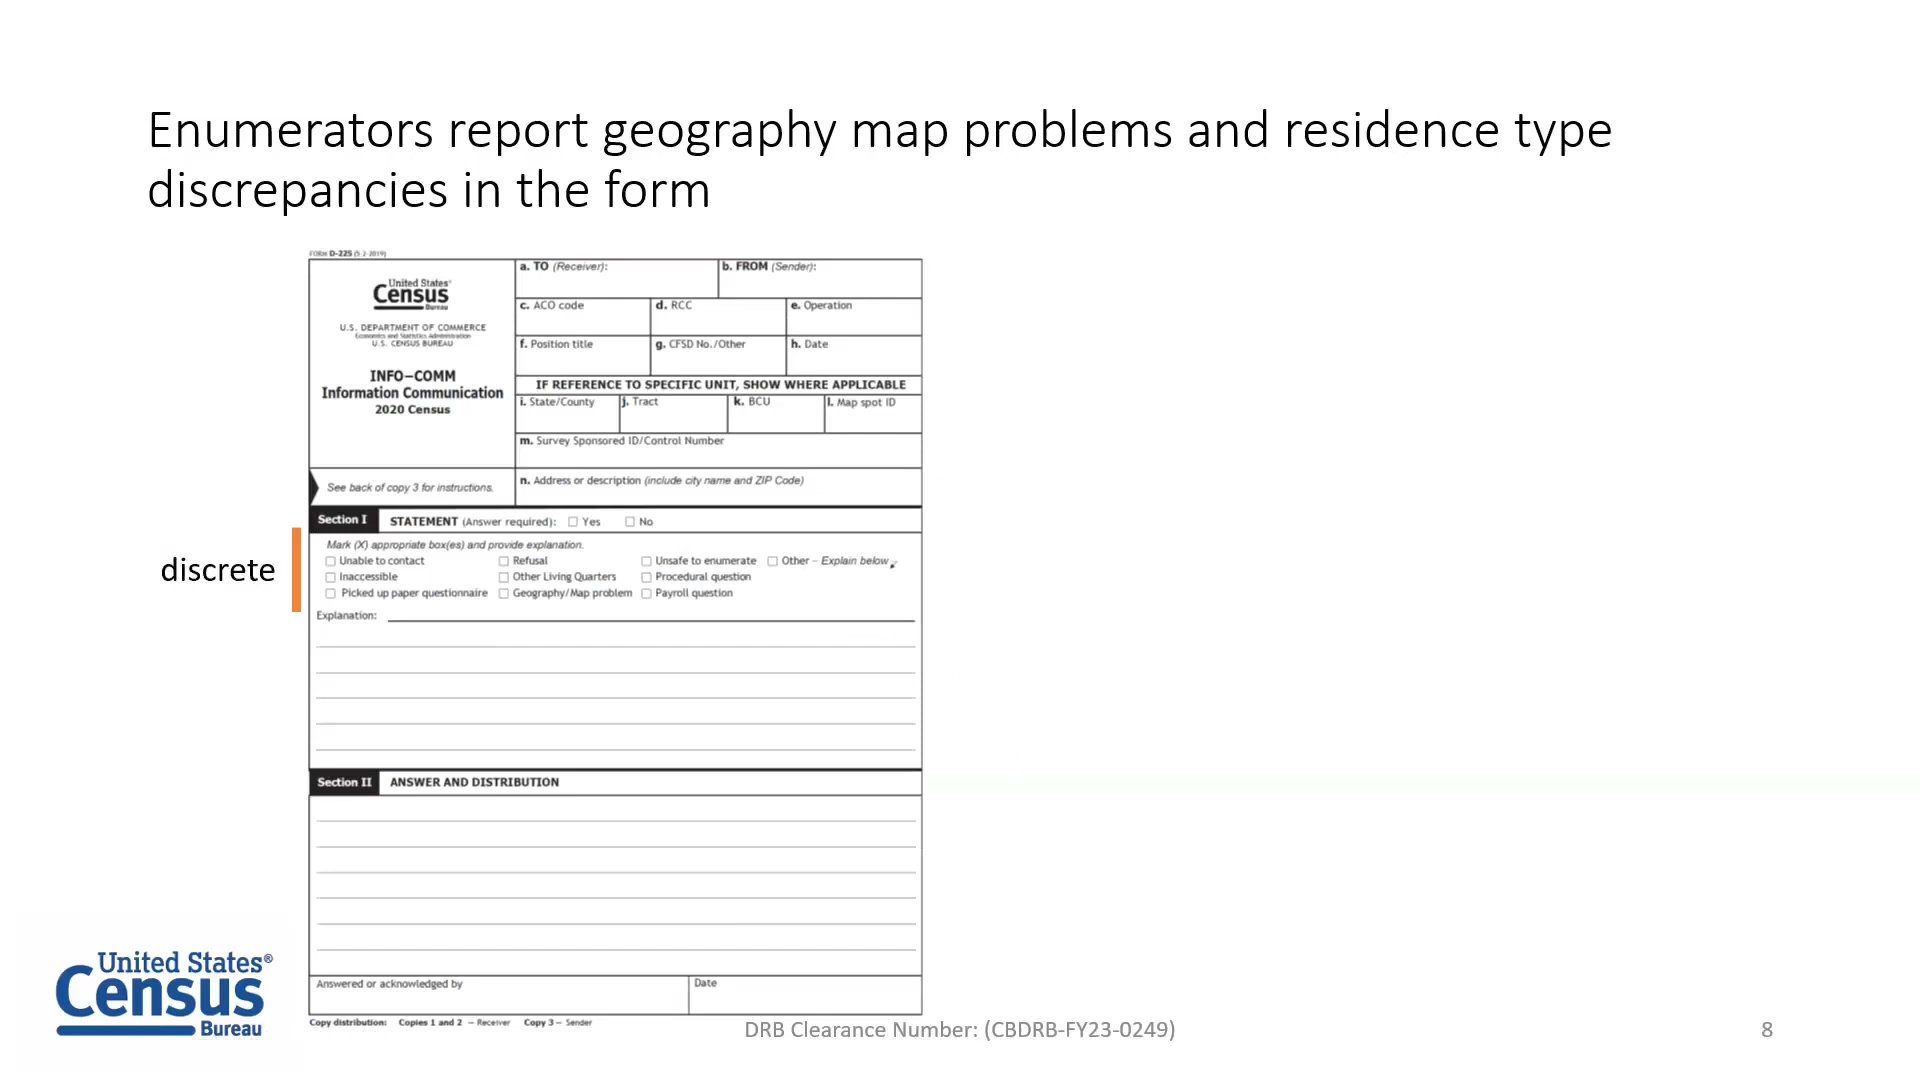 Enumerators report geography map problems and residence type
discrepancies in the form
FORM D-225 (5-2-2019)
United States®
Census
Bureau
U.S. DEPARTMENT OF COMMERCE
Economics and Statistics Administration
U.S. CENSUS BUREAU
INFO–COMM
Information Communication
2020 Census
See back of copy 3 for instructions.
a. TO (Receiver):
b. FROM (Sender):
c. ACO code
d. RCC
e. Operation
f. Position title
g. CFSD No./Other
h. Date
IF REFERENCE TO SPECIFIC UNIT, SHOW WHERE APPLICABLE
i. State/County
j. Tract
k. BCU
l. Map spot ID
m. Survey Sponsored ID/Control Number
n. Address or description (include city name and ZIP Code)
Section I STATEMENT (Answer required): Yes No
Mark (X) appropriate box(es) and provide explanation.
Unable to contact Refusal Unsafe to enumerate Other – Explain below
Inaccessible Other Living Quarters Procedural question
Picked up paper questionnaire Geography/Map problem Payroll question
discrete
Explanation:
Section II ANSWER AND DISTRIBUTION
Answered or acknowledged by
Date
Copy distribution: Copies 1 and 2 – Receiver Copy 3 – Sender
United States®
Census
Bureau
DRB Clearance Number: (CBDRB-FY23-0249)
8